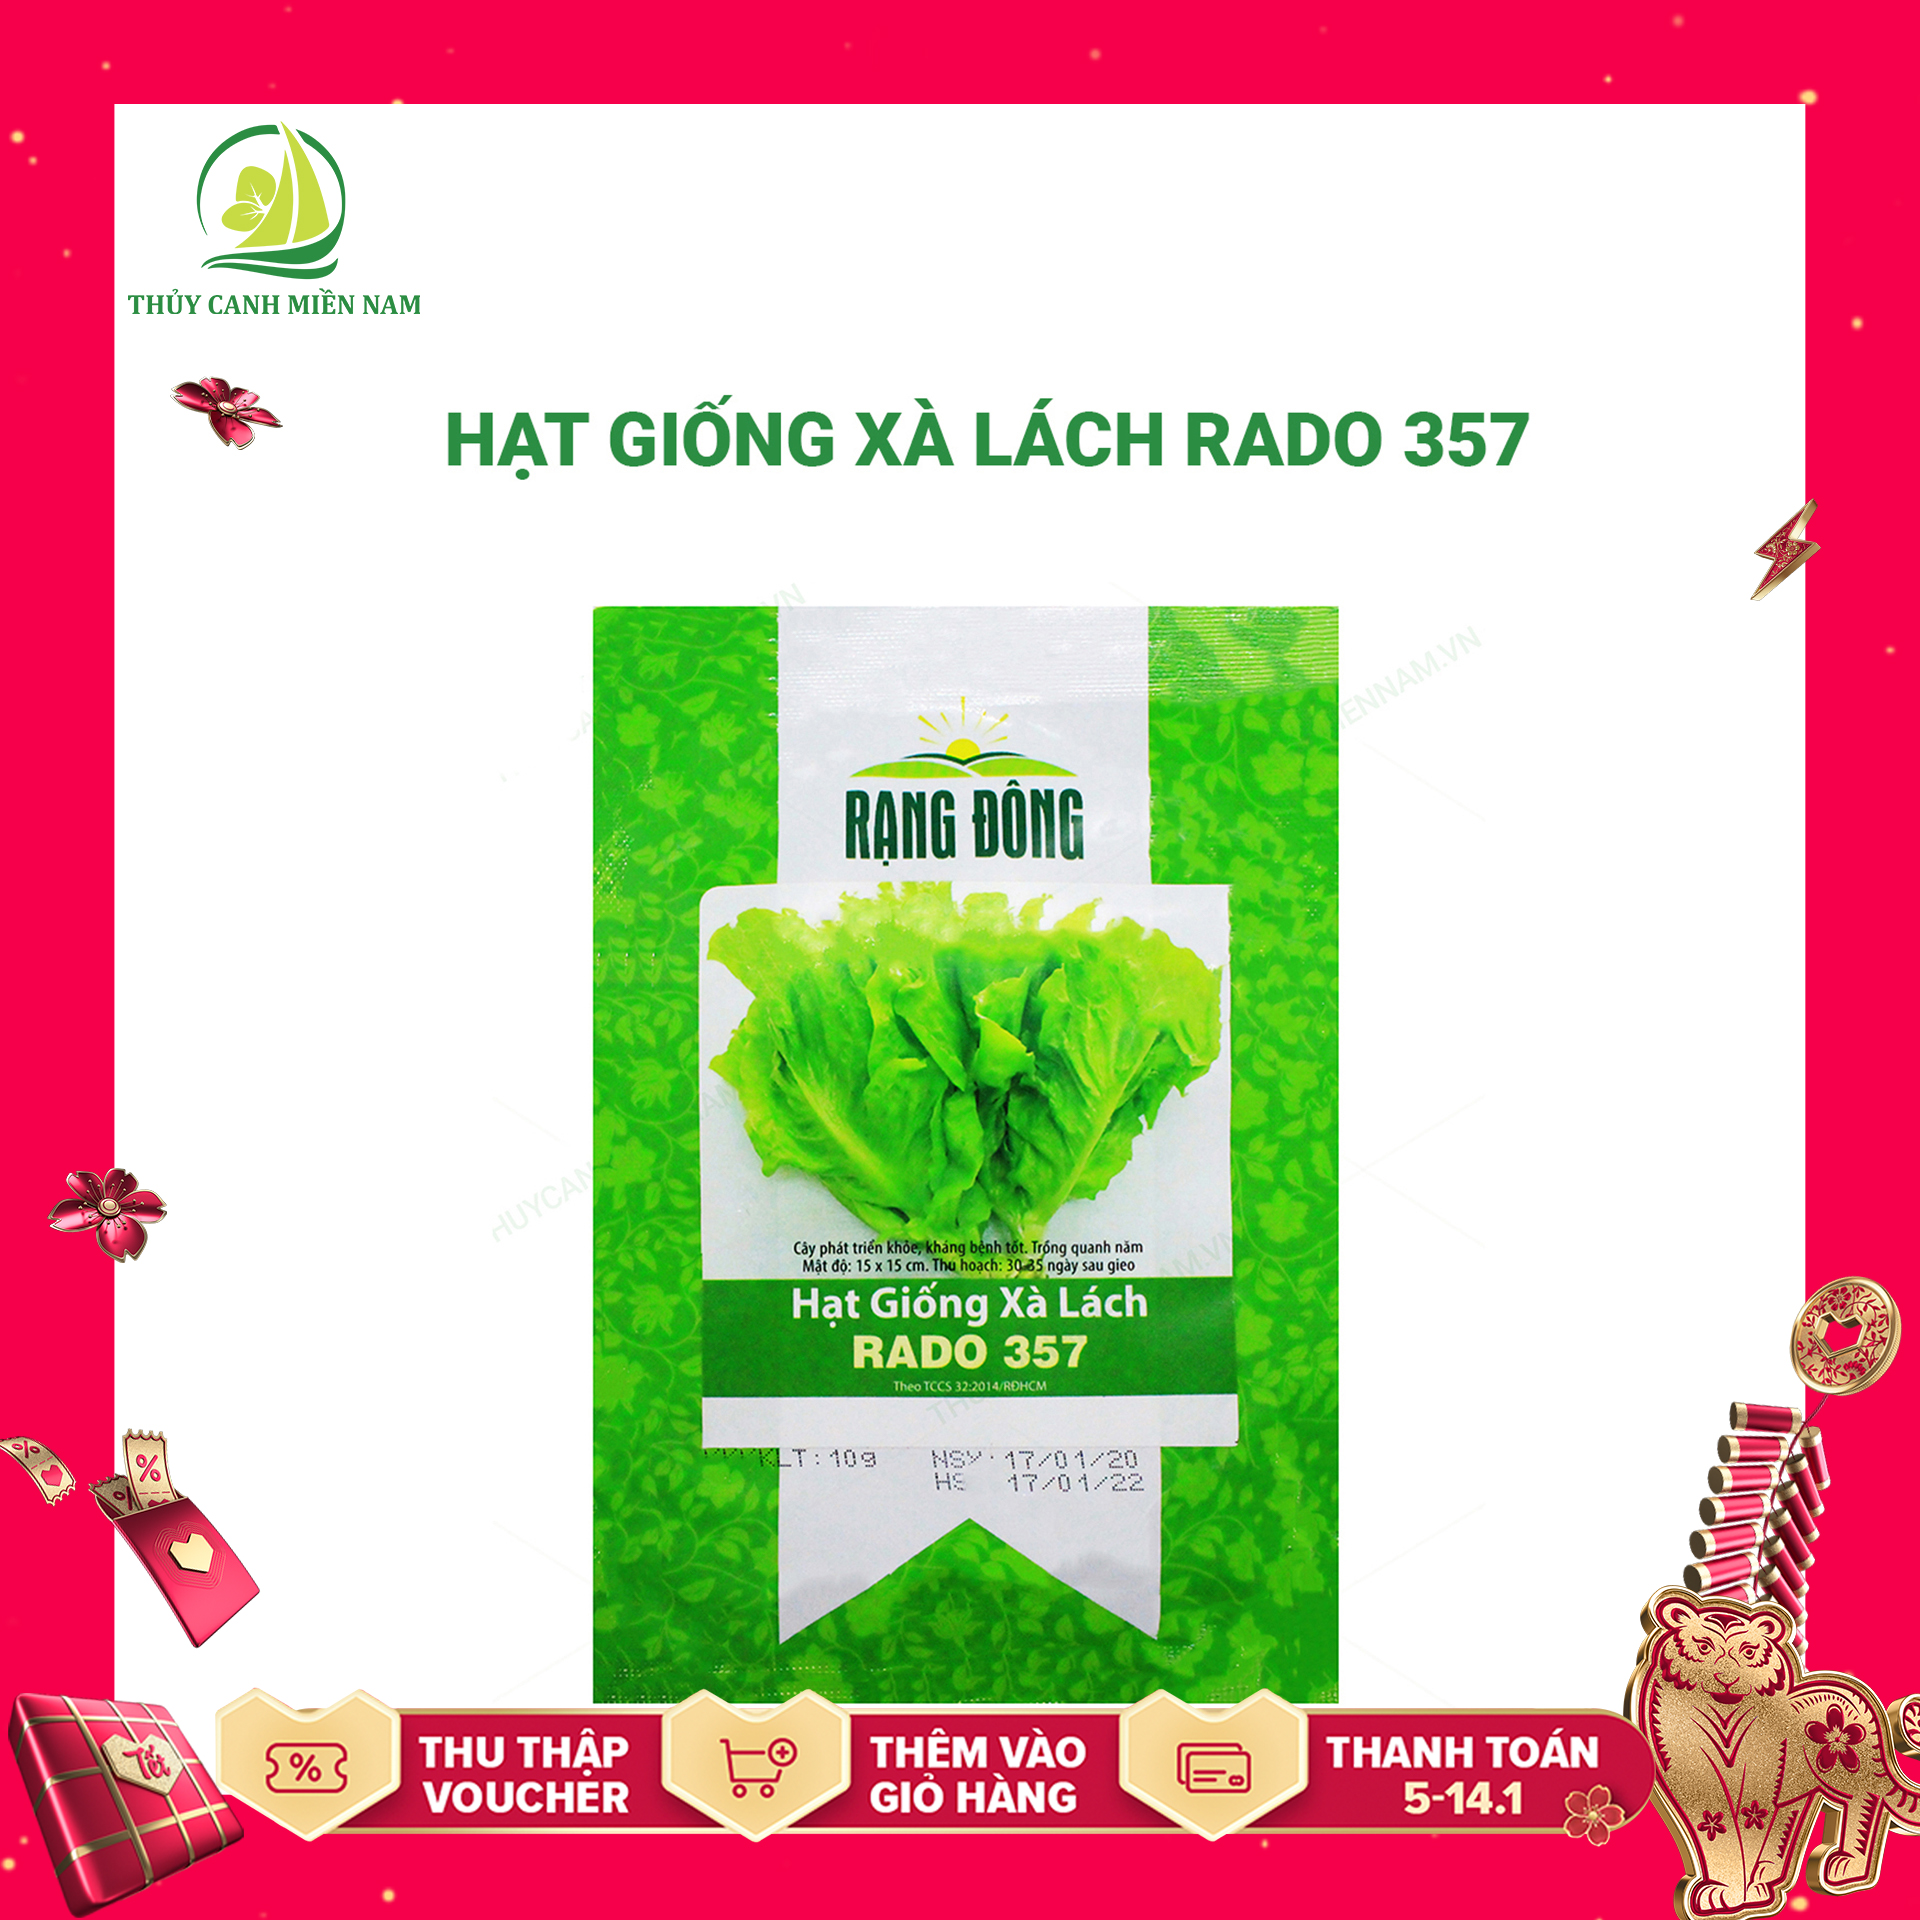 THỦY CANH MIỀN NAM
HẠT GIỐNG XÀ LÁCH RADO 357
RẠNG ĐÔNG
Cây phát triển khỏe, kháng bệnh tốt. Trồng quanh năm
Mật độ: 15 x 15 cm. Thu hoạch: 30-35 ngày sau gieo
Hạt Giống Xà Lách
RADO 357
Theo TCCS 32:2014/RĐHCM
KLT: 10g NSX: 17/01/20
HS 17/01/22
%
%
%
Tết
%
THU THẬP
VOUCHER
THÊM VÀO
GIỎ HÀNG
THANH TOÁN
5-14.1